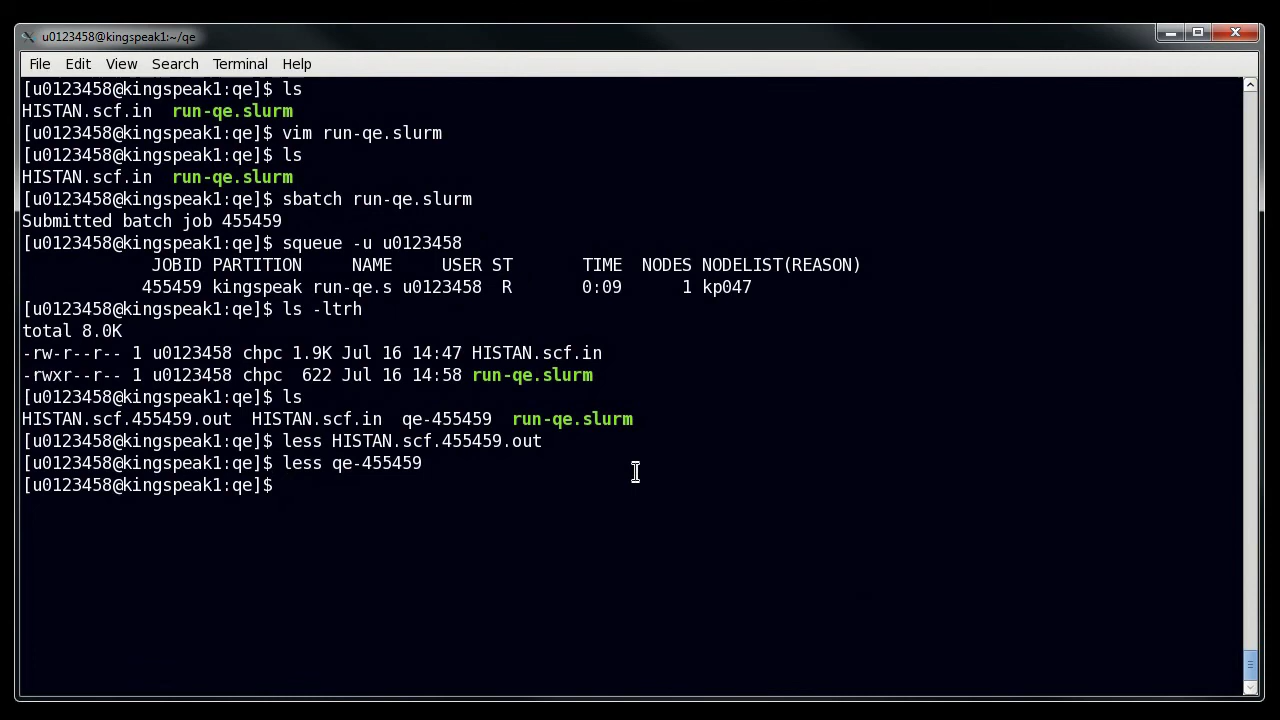 u0123458@kingspeak1:~/qe
File Edit View Search Terminal Help
[u0123458@kingspeak1:qe]$ ls
HISTAN.scf.in  run-qe.slurm
[u0123458@kingspeak1:qe]$ vim run-qe.slurm
[u0123458@kingspeak1:qe]$ ls
HISTAN.scf.in  run-qe.slurm
[u0123458@kingspeak1:qe]$ sbatch run-qe.slurm
Submitted batch job 455459
[u0123458@kingspeak1:qe]$ squeue -u u0123458
             JOBID PARTITION     NAME     USER ST       TIME  NODES NODELIST(REASON)
            455459 kingspeak run-qe.s u0123458  R       0:09      1 kp047
[u0123458@kingspeak1:qe]$ ls -ltrh
total 8.0K
-rw-r--r-- 1 u0123458 chpc 1.9K Jul 16 14:47 HISTAN.scf.in
-rwxr--r-- 1 u0123458 chpc  622 Jul 16 14:58 run-qe.slurm
[u0123458@kingspeak1:qe]$ ls
HISTAN.scf.455459.out  HISTAN.scf.in  qe-455459  run-qe.slurm
[u0123458@kingspeak1:qe]$ less HISTAN.scf.455459.out
[u0123458@kingspeak1:qe]$ less qe-455459
[u0123458@kingspeak1:qe]$